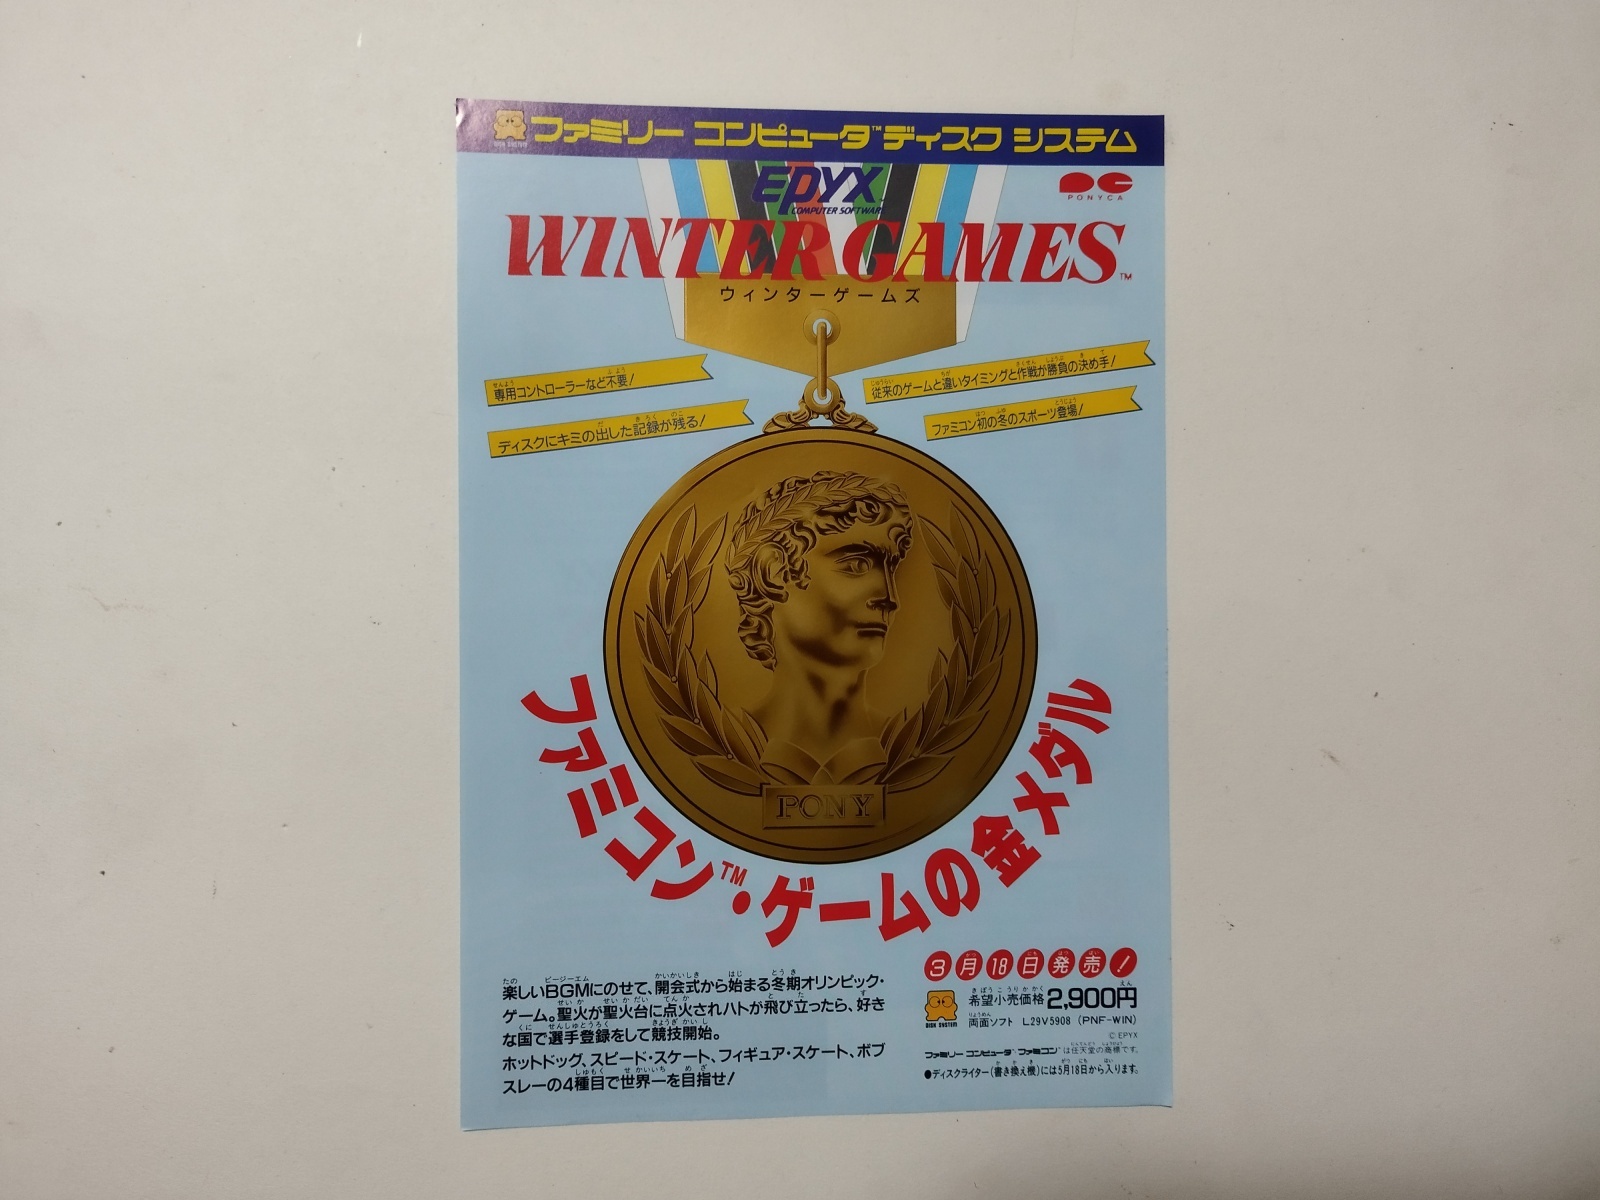 DISK SYSTEM
ファミリー コンピュータ™ ディスク システム
EPYX
COMPUTER SOFTWARE
PONYCA
WINTER GAMES™
ウィンターゲームズ
専用コントローラーなど不要!
ディスクにキミの出した記録が残る!
従来のゲームと違いタイミングと作戦が勝負の決め手!
ファミコン初の冬のスポーツ登場!
PONY
ファミコン™・ゲームの金メダル
楽しいBGMにのせて、開会式から始まる冬期オリンピック・
ゲーム。聖火が聖火台に点火されハトが飛び立ったら、好き
な国で選手登録をして競技開始。
ホットドッグ、スピード・スケート、フィギュア・スケート、ボブ
スレーの4種目で世界一を目指せ!
3月18日発売!
DISK SYSTEM
希望小売価格2,900円
両面ソフト L29V5908 (PNF-WIN)
© EPYX
ファミリー コンピュータ・ファミコンは任天堂の商標です。
●ディスクライター(書き換え機)には5月18日から入ります。